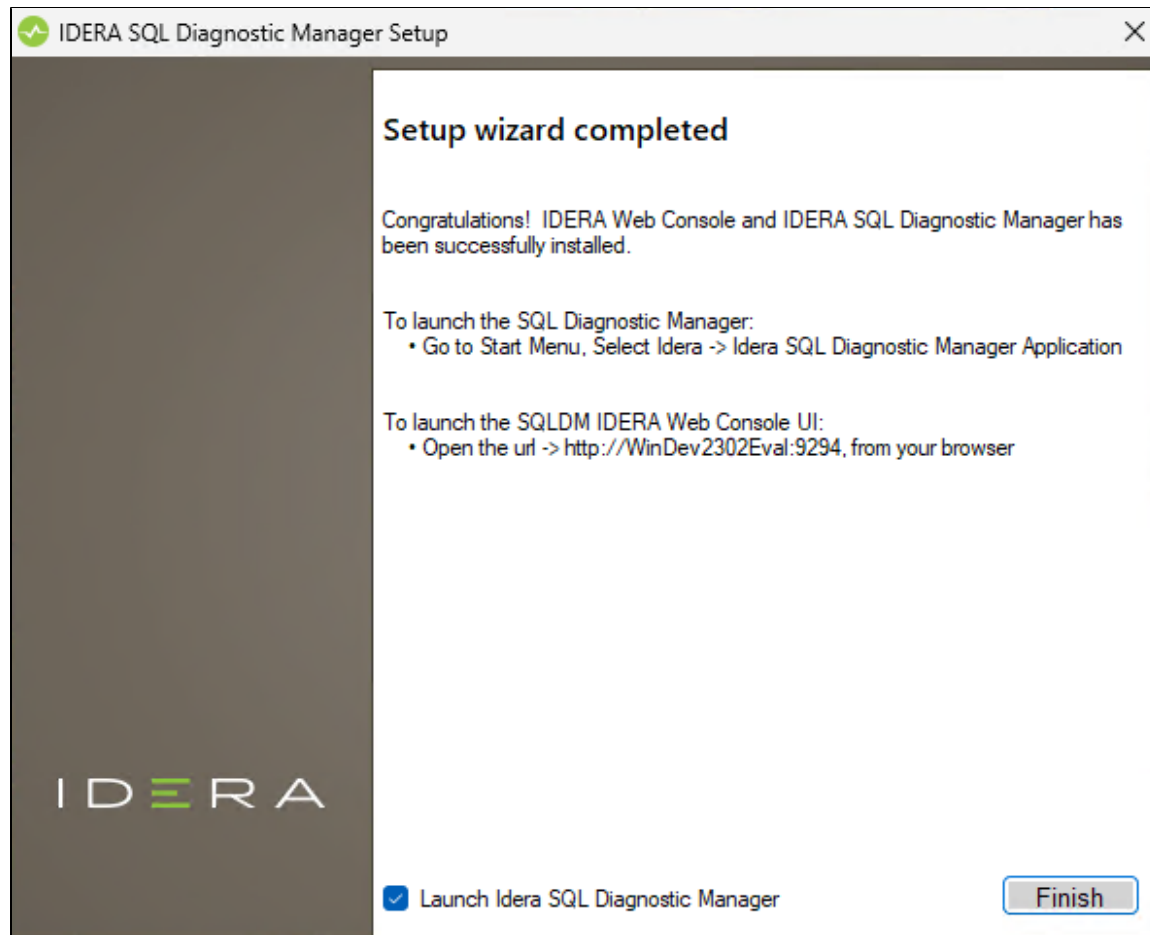 IDERA SQL Diagnostic Manager Setup
Setup wizard completed
Congratulations!  IDERA Web Console and IDERA SQL Diagnostic Manager has
been successfully installed.
To launch the SQL Diagnostic Manager:
• Go to Start Menu, Select Idera -> Idera SQL Diagnostic Manager Application
To launch the SQLDM IDERA Web Console UI:
• Open the url -> http://WinDev2302Eval:9294, from your browser
IDERA
Launch Idera SQL Diagnostic Manager
Finish